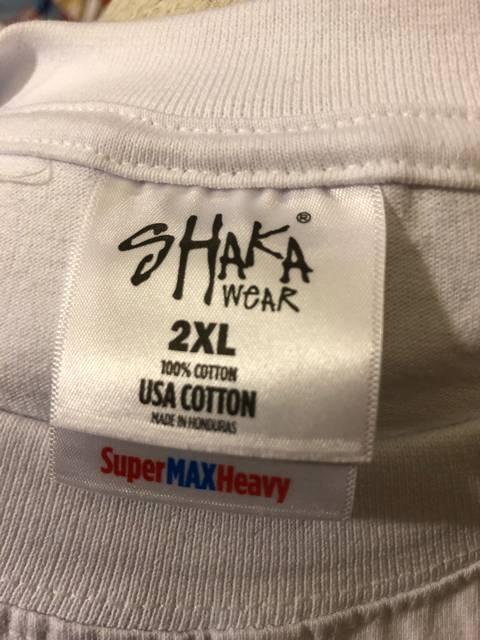 SHAKA®
WEAR
2XL
100% COTTON
USA COTTON
MADE IN HONDURAS
SuperMAXHeavy